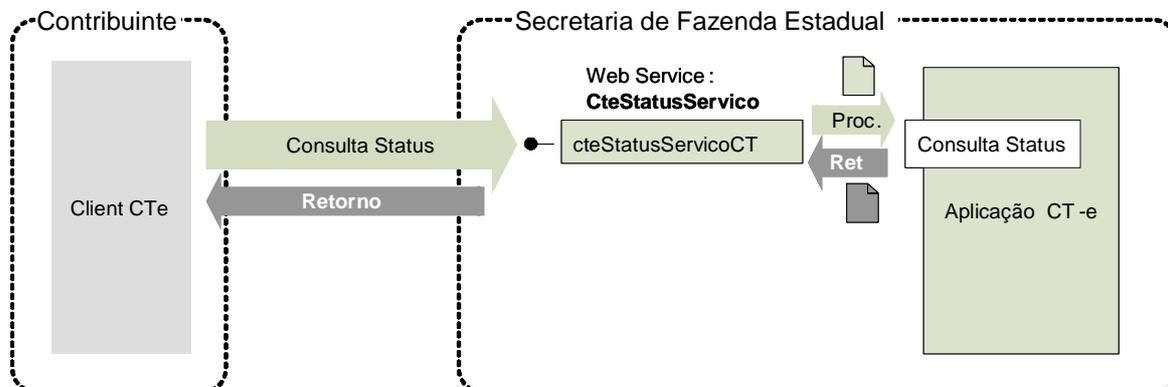 Contribuinte
Secretaria de Fazenda Estadual
Web Service :
CteStatusServico
Proc.
Consulta Status
cteStatusServicoCT
Consulta Status
Ret
Client CTe
Retorno
Aplicação CT -e